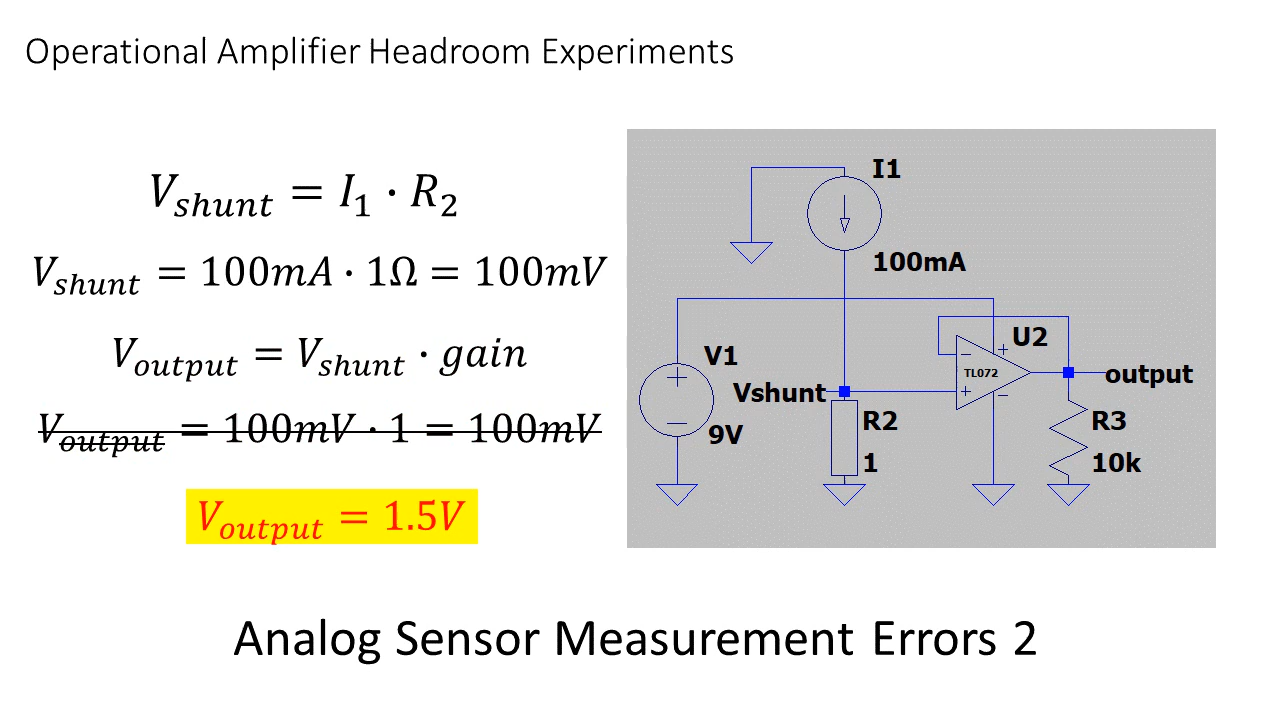 Operational Amplifier Headroom Experiments
V_shunt = I_1 · R_2
V_shunt = 100mA · 1Ω = 100mV
V_output = V_shunt · gain
V_output = 100mV · 1 = 100mV
V_output = 1.5V
I1
100mA
V1
+
−
9V
Vshunt
R2
1
U2
+
−
TL072
+
−
output
R3
10k
Analog Sensor Measurement Errors 2